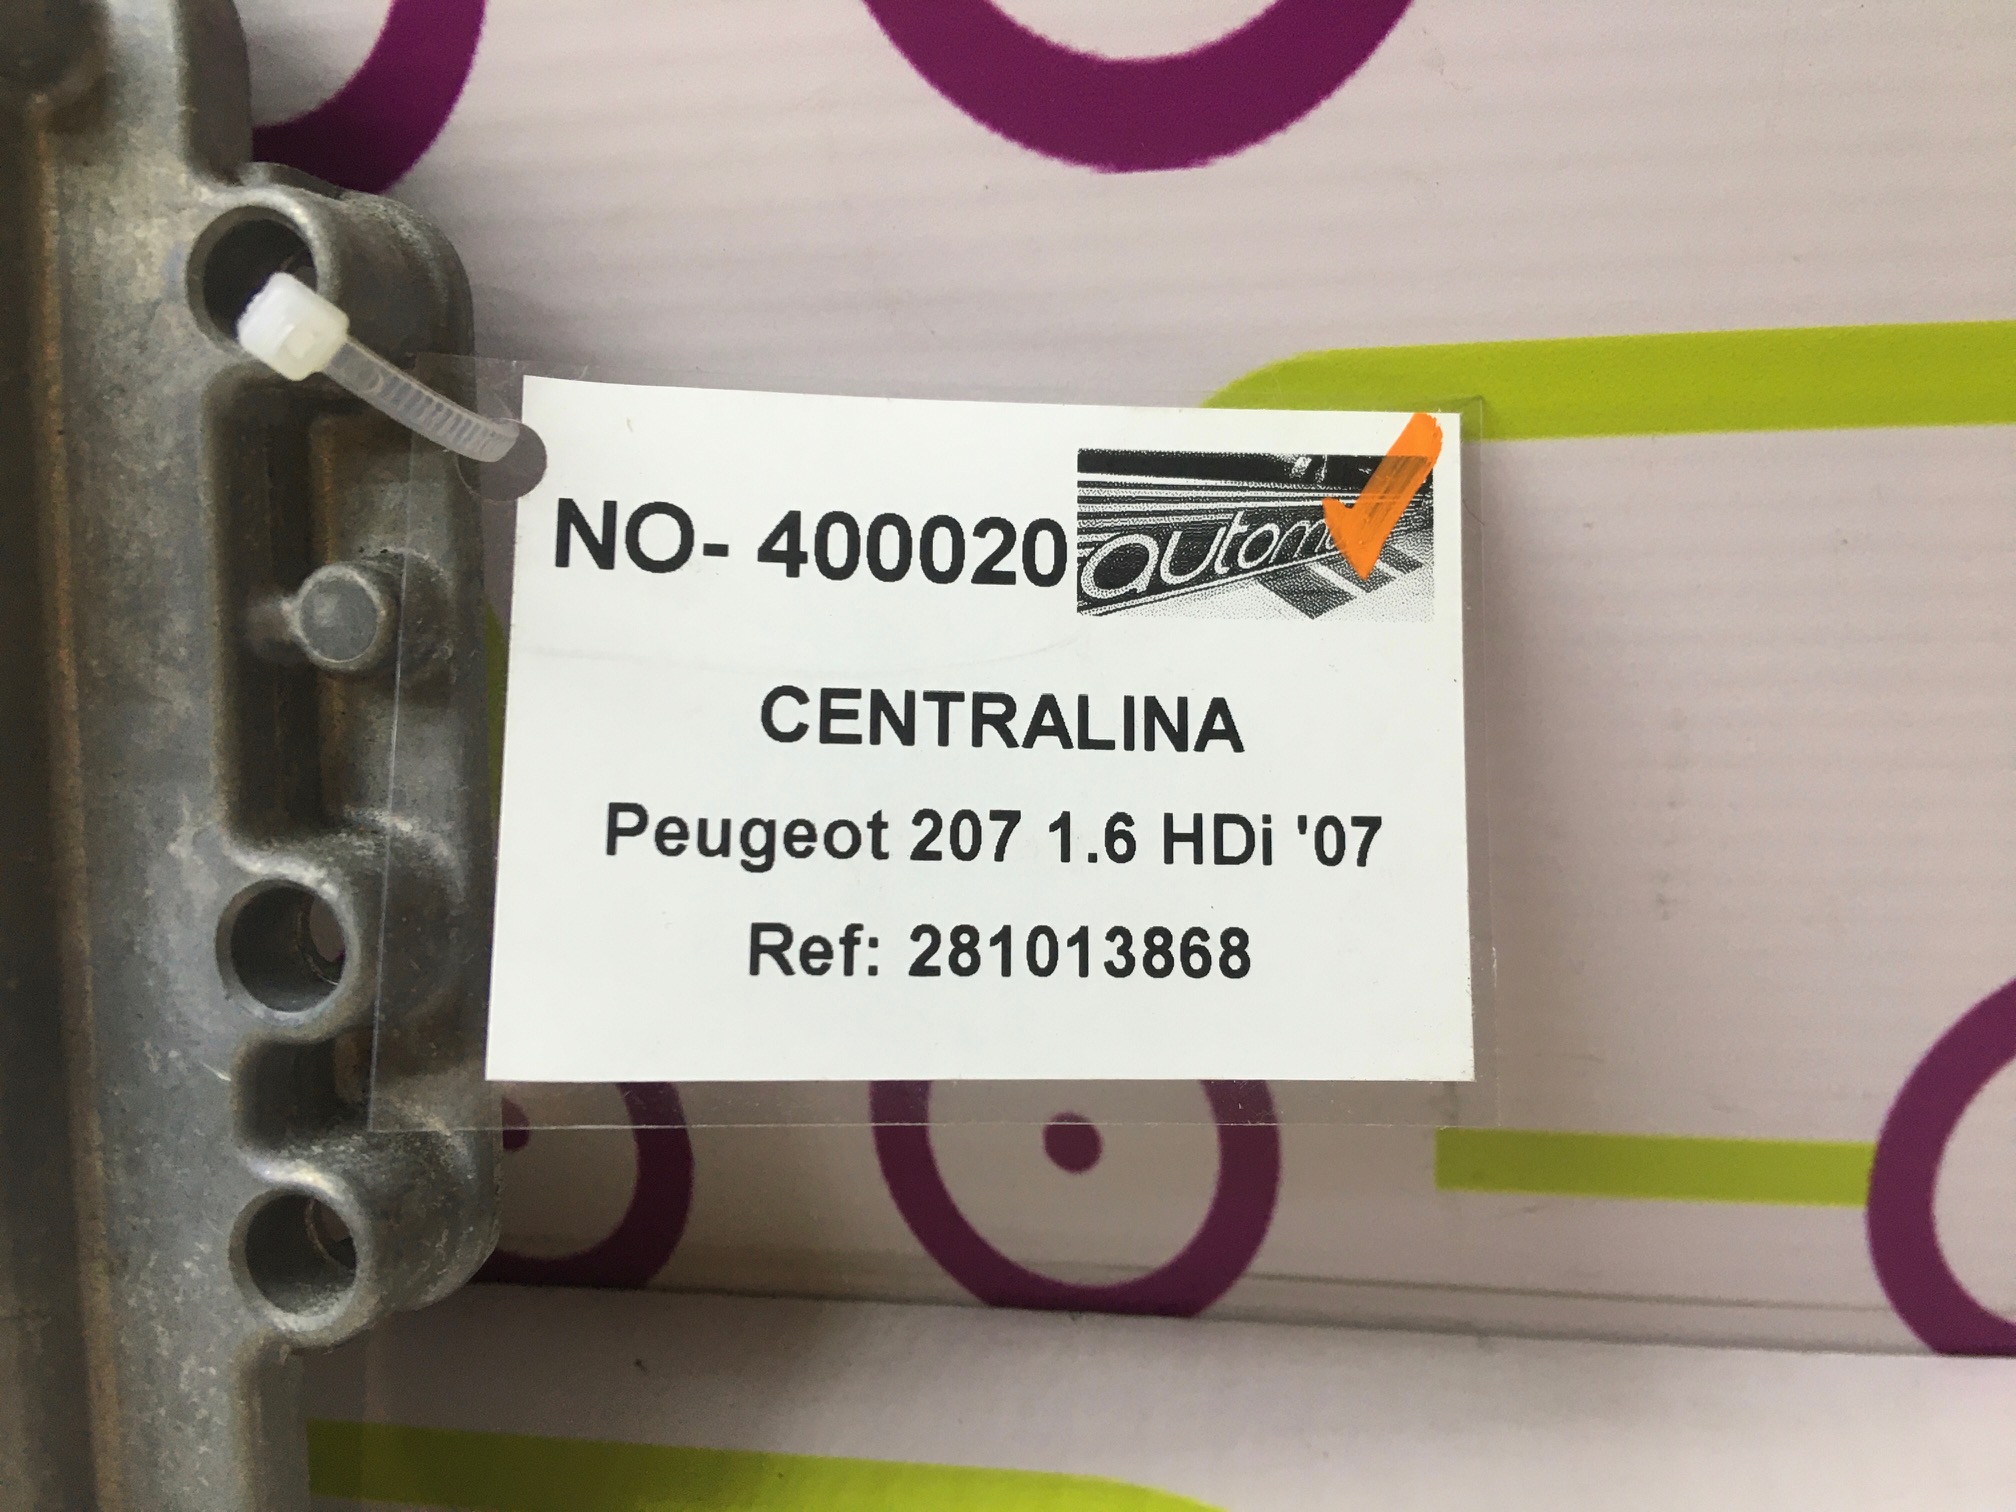 NO- 400020
CENTRALINA
Peugeot 207 1.6 HDi '07
Ref: 281013868